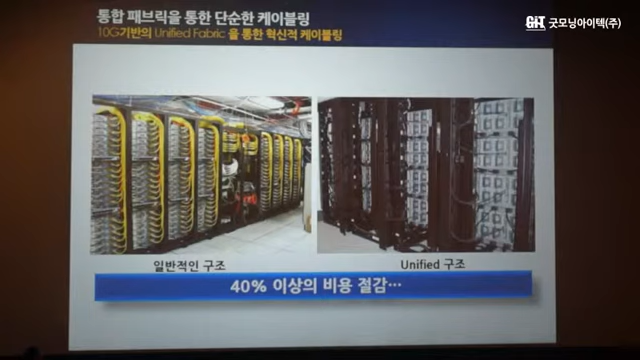 통합 패브릭을 통한 단순한 케이블링
10G기반의 Unified Fabric 을 통한 혁신적 케이블링
GIT 굿모닝아이텍(주)
일반적인 구조
Unified 구조
40% 이상의 비용 절감…